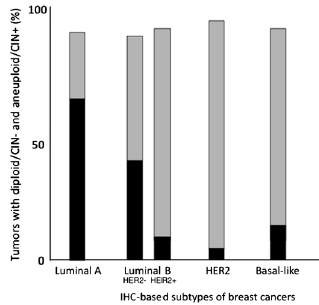 Tumors with diploid/CIN- and aneuploid/CIN+ (%)
100
50
0
Luminal A
Luminal B
HER2
Basal-like
HER2-
HEIR2+
IHC-based subtypes of breast cancers